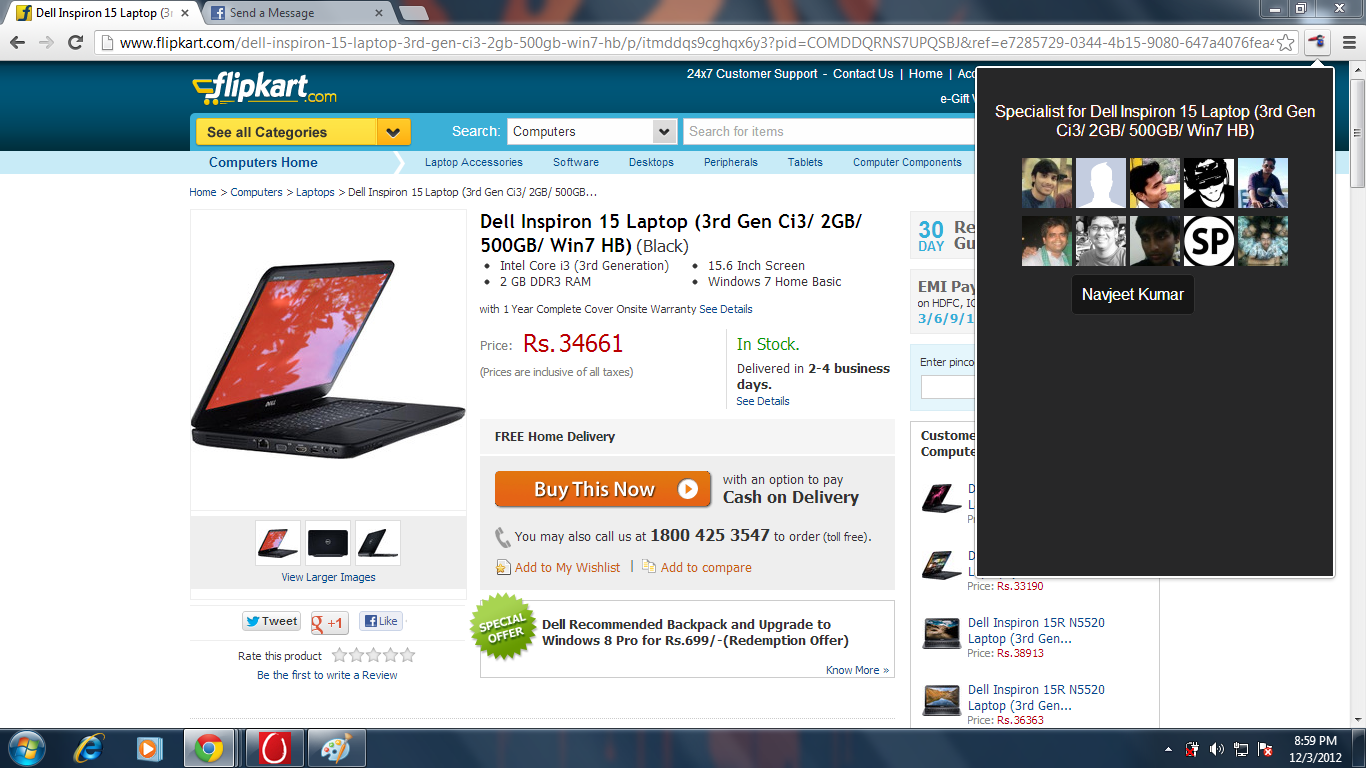 Dell Inspiron 15 Laptop (3r
Send a Message
www.flipkart.com/dell-inspiron-15-laptop-3rd-gen-ci3-2gb-500gb-win7-hb/p/itmddqs9cghqx6y3?pid=COMDDQRNS7UPQSBJ&ref=e7285729-0344-4b15-9080-647a4076fea4
24x7 Customer Support - Contact Us | Home | Acc
flipkart.com
e-Gift V
See all Categories
Search: Computers Search for items
Computers Home Laptop Accessories Software Desktops Peripherals Tablets Computer Components
Home > Computers > Laptops > Dell Inspiron 15 Laptop (3rd Gen Ci3/ 2GB/ 500GB...
Dell Inspiron 15 Laptop (3rd Gen Ci3/ 2GB/
500GB/ Win7 HB) (Black)
• Intel Core i3 (3rd Generation) • 15.6 Inch Screen
• 2 GB DDR3 RAM • Windows 7 Home Basic
with 1 Year Complete Cover Onsite Warranty See Details
Price: Rs. 34661
(Prices are inclusive of all taxes)
In Stock.
Delivered in 2-4 business
days.
See Details
FREE Home Delivery
Buy This Now
with an option to pay
Cash on Delivery
You may also call us at 1800 425 3547 to order (toll free).
Add to My Wishlist | Add to compare
SPECIAL
OFFER
Dell Recommended Backpack and Upgrade to
Windows 8 Pro for Rs.699/-(Redemption Offer)
Know More »
DELL
View Larger Images
Tweet
g +1
Like
Rate this product
Be the first to write a Review
30
DAY
Re
Gu
EMI Pay
on HDFC, IC
3/6/9/1
Enter pinco
Custome
Compute
D
L
P
D
L
Price: Rs.33190
Dell Inspiron 15R N5520
Laptop (3rd Gen...
Price: Rs.38913
Dell Inspiron 15R N5520
Laptop (3rd Gen...
Price: Rs.36363
Specialist for Dell Inspiron 15 Laptop (3rd Gen
Ci3/ 2GB/ 500GB/ Win7 HB)
SP
Navjeet Kumar
8:59 PM
12/3/2012